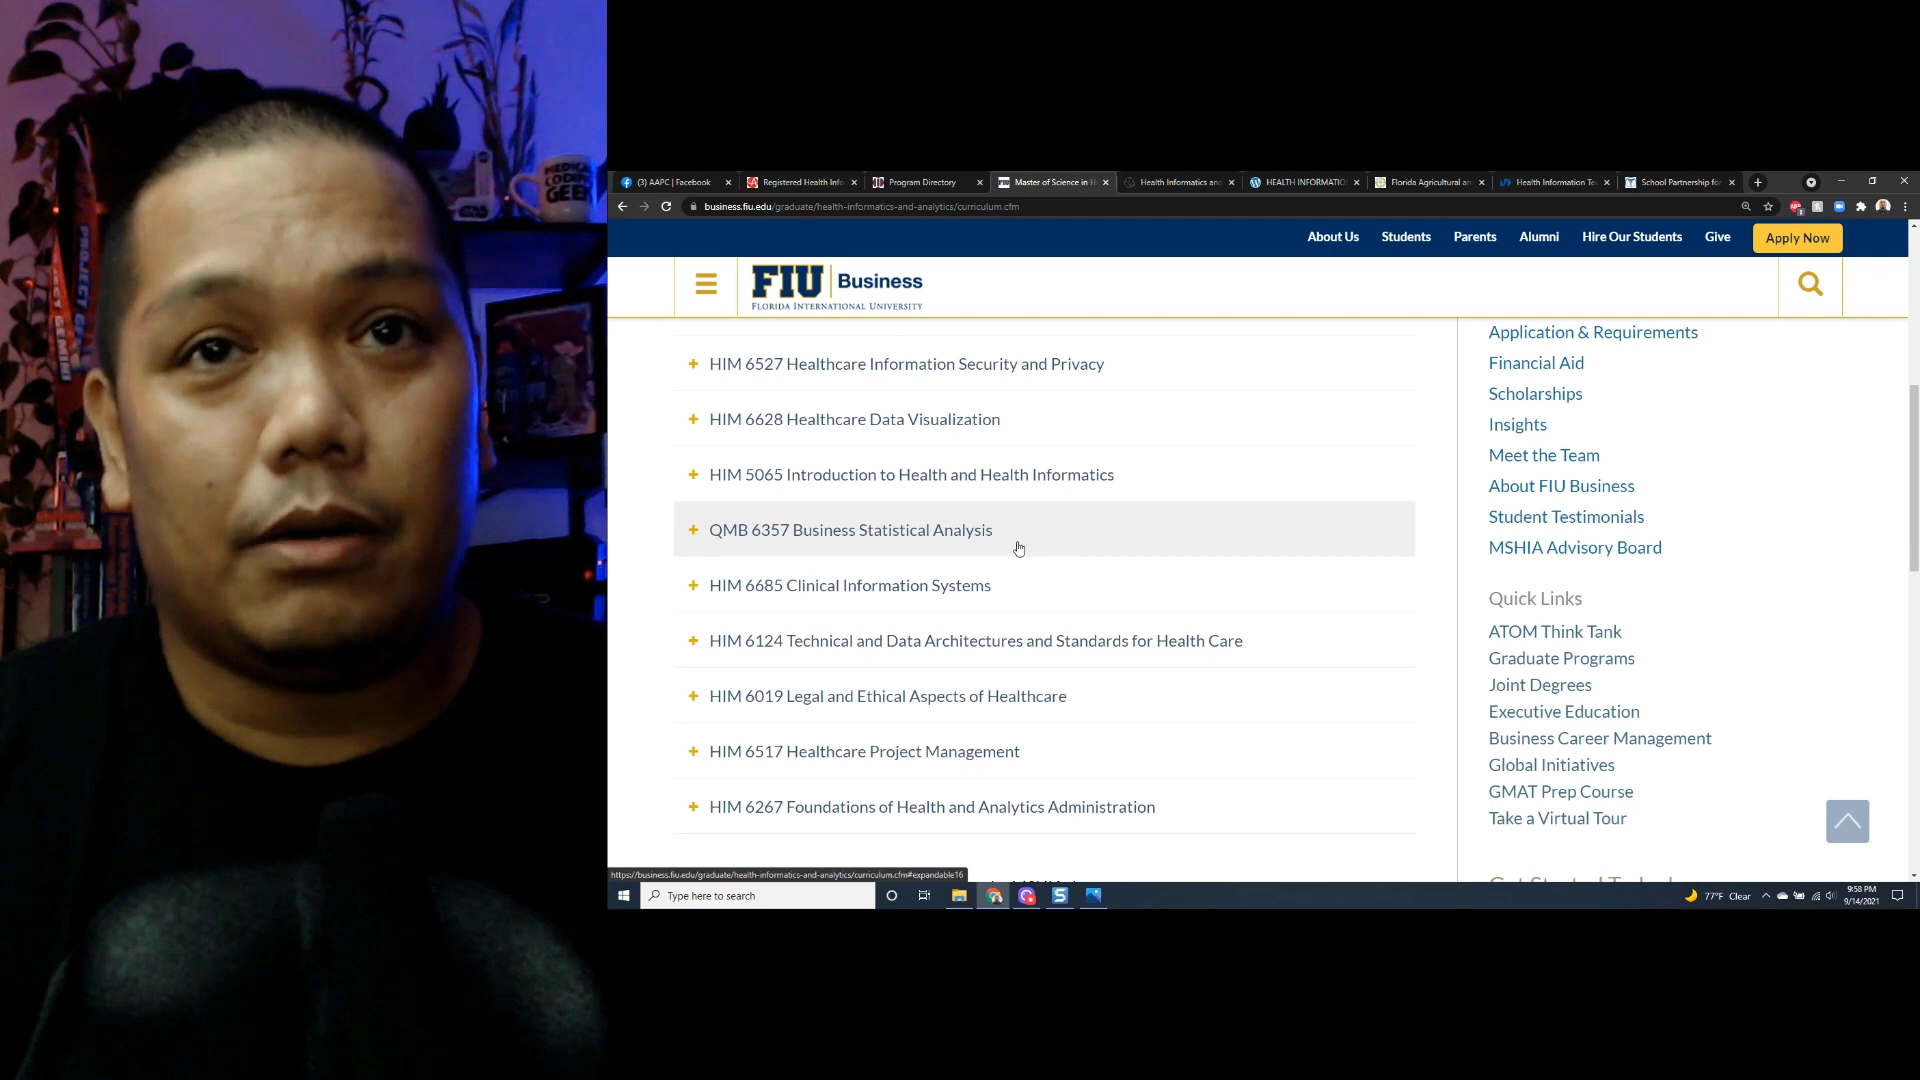 MEDICAL
CODING
GEEK
PROJECT GEMINI
(3) AAPC | Facebook
Registered Health Info
Program Directory
Master of Science in H
Health Informatics and
HEALTH INFORMATIC
Florida Agricultural an
Health Information Te
School Partnership for
business.fiu.edu/graduate/health-informatics-and-analytics/curriculum.cfm
About Us
Students
Parents
Alumni
Hire Our Students
Give
Apply Now
FIU Business
FLORIDA INTERNATIONAL UNIVERSITY
HIM 6527 Healthcare Information Security and Privacy
HIM 6628 Healthcare Data Visualization
HIM 5065 Introduction to Health and Health Informatics
QMB 6357 Business Statistical Analysis
HIM 6685 Clinical Information Systems
HIM 6124 Technical and Data Architectures and Standards for Health Care
HIM 6019 Legal and Ethical Aspects of Healthcare
HIM 6517 Healthcare Project Management
HIM 6267 Foundations of Health and Analytics Administration
Application & Requirements
Financial Aid
Scholarships
Insights
Meet the Team
About FIU Business
Student Testimonials
MSHIA Advisory Board
Quick Links
ATOM Think Tank
Graduate Programs
Joint Degrees
Executive Education
Business Career Management
Global Initiatives
GMAT Prep Course
Take a Virtual Tour
https://business.fiu.edu/graduate/health-informatics-and-analytics/curriculum.cfm#expandable16
Type here to search
77°F Clear
9:58 PM
9/14/2021